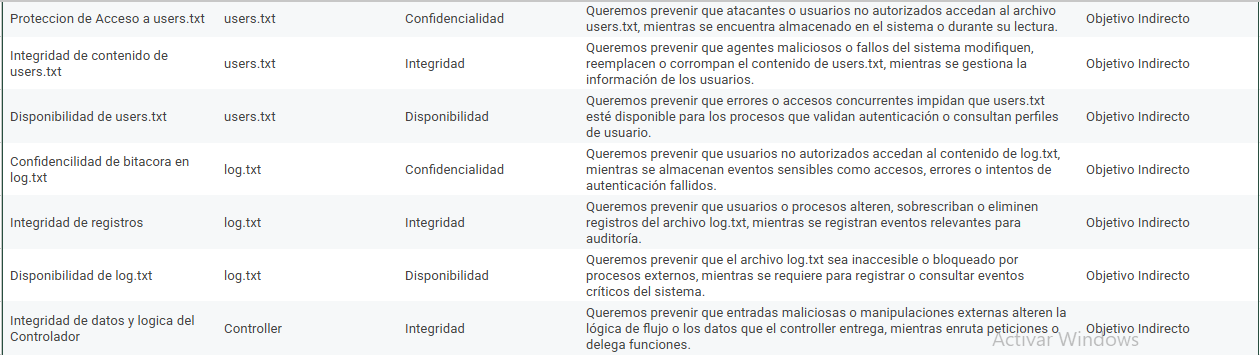 Proteccion de Acceso a users.txt
users.txt
Confidencialidad
Queremos prevenir que atacantes o usuarios no autorizados accedan al archivo
users.txt, mientras se encuentra almacenado en el sistema o durante su lectura.
Objetivo Indirecto
Integridad de contenido de
users.txt
users.txt
Integridad
Queremos prevenir que agentes maliciosos o fallos del sistema modifiquen,
reemplacen o corrompan el contenido de users.txt, mientras se gestiona la
información de los usuarios.
Objetivo Indirecto
Disponibilidad de users.txt
users.txt
Disponibilidad
Queremos prevenir que errores o accesos concurrentes impidan que users.txt
esté disponible para los procesos que validan autenticación o consultan perfiles
de usuario.
Objetivo Indirecto
Confidencilidad de bitacora en
log.txt
log.txt
Confidencialidad
Queremos prevenir que usuarios no autorizados accedan al contenido de log.txt,
mientras se almacenan eventos sensibles como accesos, errores o intentos de
autenticación fallidos.
Objetivo Indirecto
Integridad de registros
log.txt
Integridad
Queremos prevenir que usuarios o procesos alteren, sobrescriban o eliminen
registros del archivo log.txt, mientras se registran eventos relevantes para
auditoría.
Objetivo Indirecto
Disponibilidad de log.txt
log.txt
Disponibilidad
Queremos prevenir que el archivo log.txt sea inaccesible o bloqueado por
procesos externos, mientras se requiere para registrar o consultar eventos
críticos del sistema.
Objetivo Indirecto
Integridad de datos y logica del
Controlador
Controller
Integridad
Queremos prevenir que entradas maliciosas o manipulaciones externas alteren la
lógica de flujo o los datos que el controller entrega, mientras enruta peticiones o
delega funciones.
Objetivo Indirecto
Activar Windows